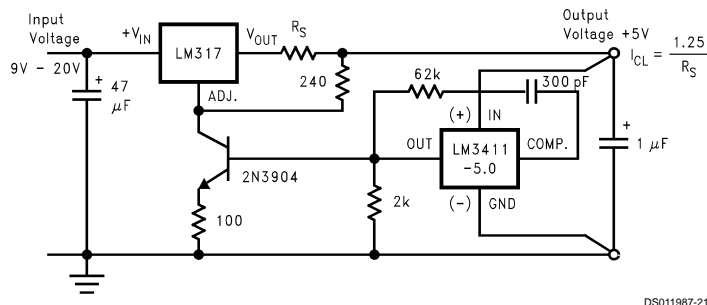 Input
Voltage
9V – 20V
+VIN
LM317
VOUT
RS
ADJ.
240
+
47
μF
2N3904
100
62k
300 pF
(+) IN
OUT
LM3411
-5.0
COMP.
2k
(−) GND
Output
Voltage +5V
ICL = 1.25
RS
+
1 μF
DS011987-21